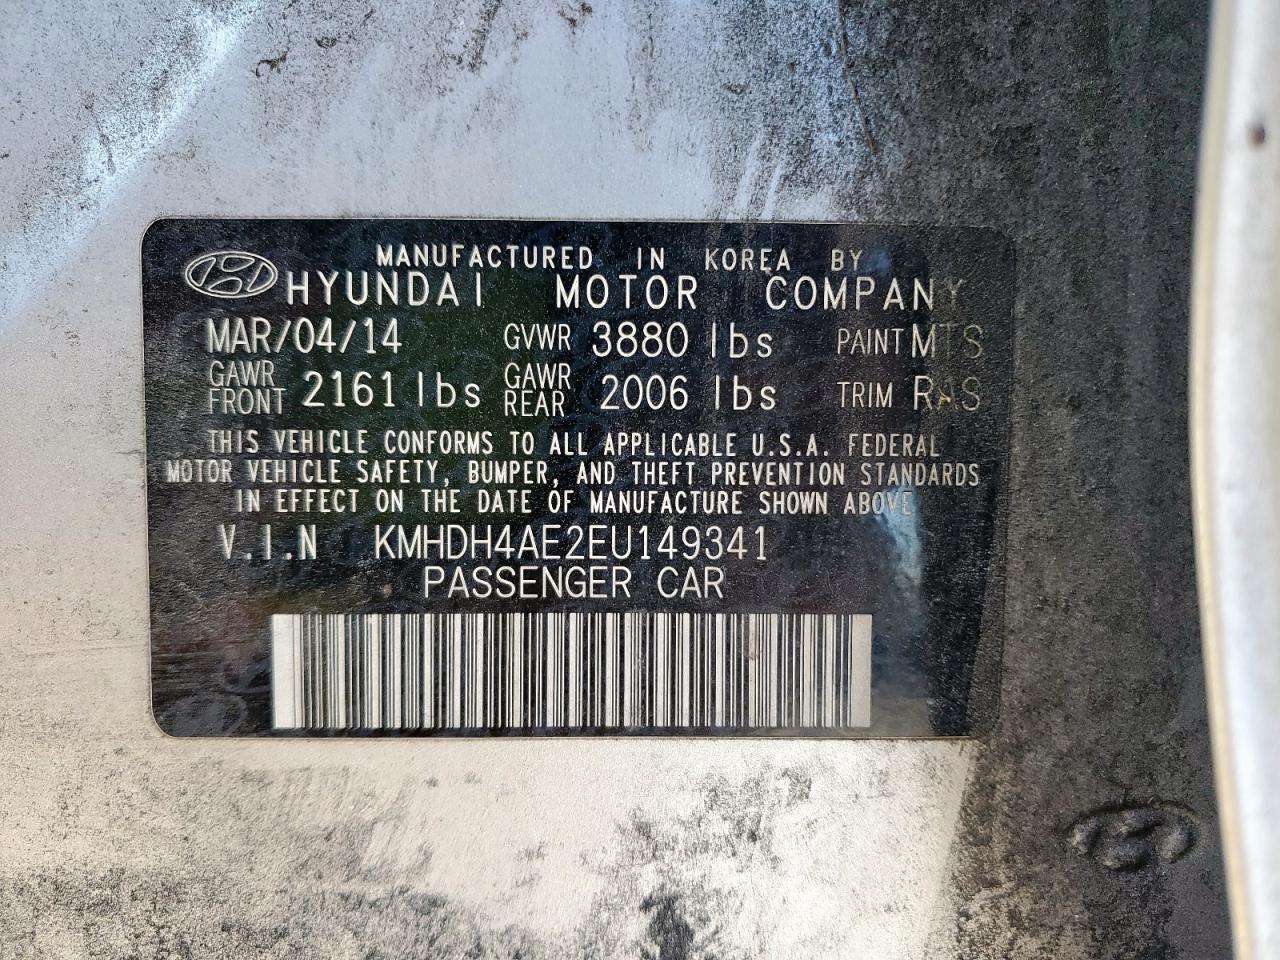 MANUFACTURED IN KOREA BY
HYUNDAI MOTOR COMPANY
MAR/04/14 GVWR 3880 lbs PAINT MTS
GAWR FRONT 2161 lbs GAWR REAR 2006 lbs TRIM RAS
THIS VEHICLE CONFORMS TO ALL APPLICABLE U.S.A. FEDERAL
MOTOR VEHICLE SAFETY, BUMPER, AND THEFT PREVENTION STANDARDS
IN EFFECT ON THE DATE OF MANUFACTURE SHOWN ABOVE
V.I.N KMHDH4AE2EU149341
PASSENGER CAR